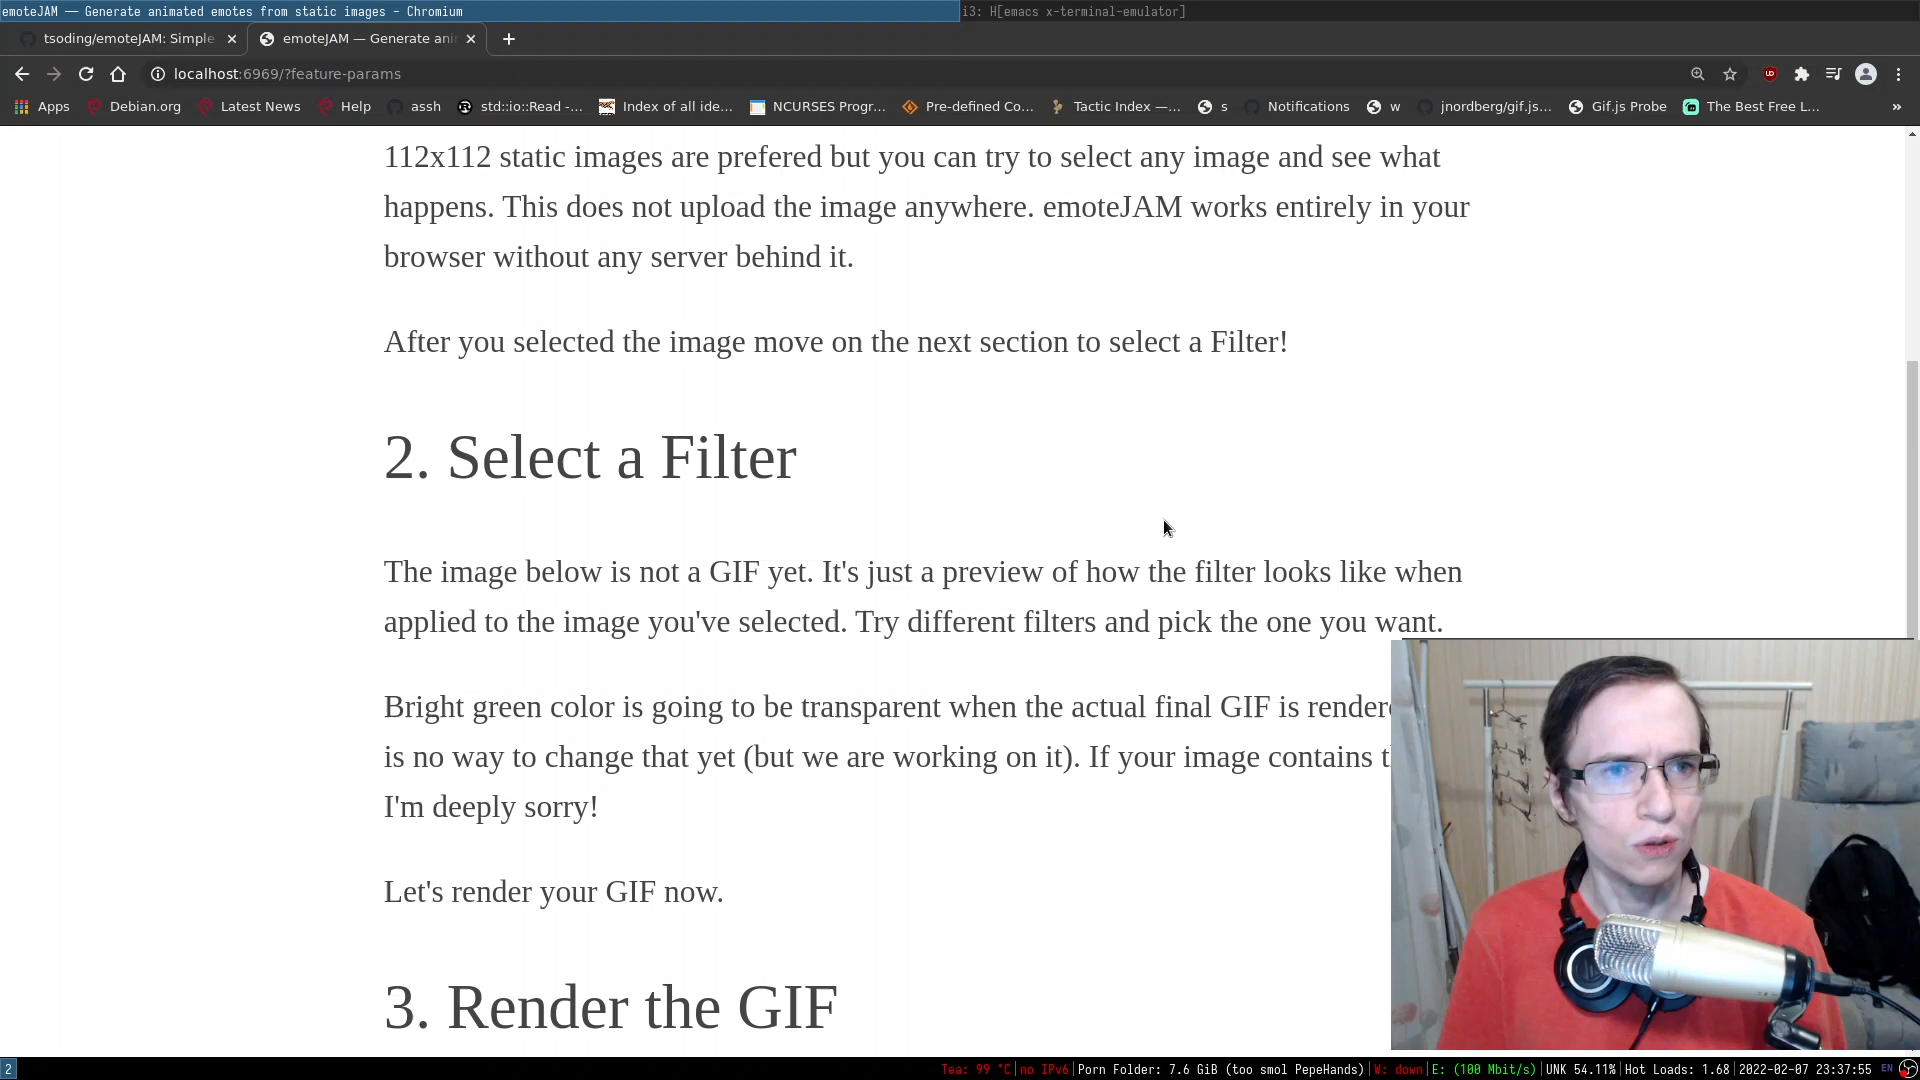 emoteJAM — Generate animated emotes from static images - Chromium
i3: H[emacs x-terminal-emulator]
tsoding/emoteJAM: Simple
emoteJAM — Generate ani
localhost:6969/?feature-params
Apps
Debian.org
Latest News
Help
assh
std::io::Read -...
Index of all ide...
NCURSES Progr...
Pre-defined Co...
Tactic Index —...
s
Notifications
w
jnordberg/gif.js...
Gif.js Probe
The Best Free L...
»
112x112 static images are prefered but you can try to select any image and see what
happens. This does not upload the image anywhere. emoteJAM works entirely in your
browser without any server behind it.
After you selected the image move on the next section to select a Filter!
2. Select a Filter
The image below is not a GIF yet. It's just a preview of how the filter looks like when
applied to the image you've selected. Try different filters and pick the one you want.
Bright green color is going to be transparent when the actual final GIF is rendere
is no way to change that yet (but we are working on it). If your image contains t
I'm deeply sorry!
Let's render your GIF now.
3. Render the GIF
2
Tea: 99 °C|no IPv6|Porn Folder: 7.6 GiB (too smol PepeHands)|W: down|E: (100 Mbit/s)|UNK 54.11%|Hot Loads: 1.68|2022-02-07 23:37:55 EN